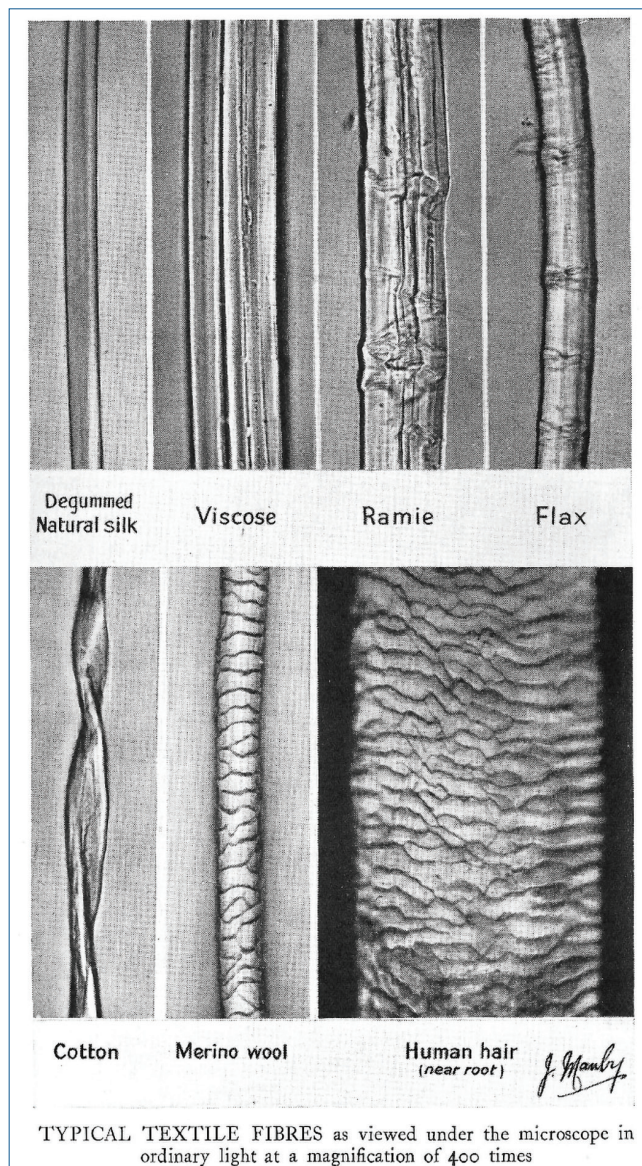 Degummed
Natural silk
Viscose
Ramie
Flax
Cotton
Merino wool
Human hair
(near root)
J. Manby
TYPICAL TEXTILE FIBRES as viewed under the microscope in
ordinary light at a magnification of 400 times